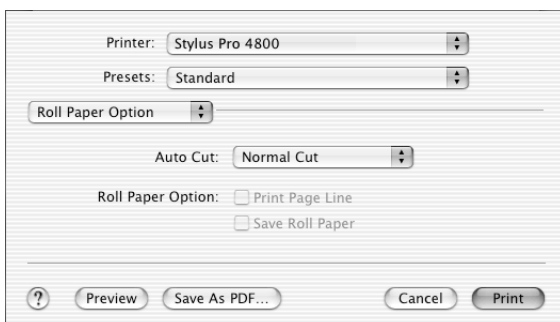 Printer: Stylus Pro 4800
Presets: Standard
Roll Paper Option
Auto Cut: Normal Cut
Roll Paper Option: Print Page Line
Save Roll Paper
? Preview Save As PDF... Cancel Print